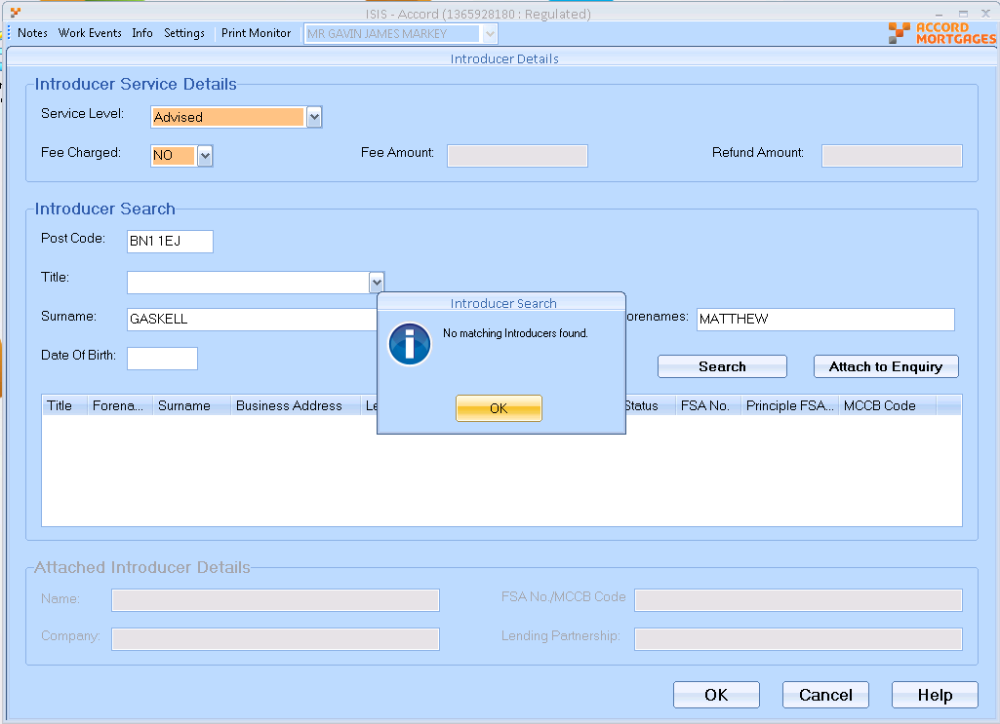 ISIS - Accord (1365928180 : Regulated)
Notes Work Events Info Settings Print Monitor MR GAVIN JAMES MARKEY
ACCORD
MORTGAGES
Introducer Details
Introducer Service Details
Service Level: Advised
Fee Charged: NO Fee Amount: Refund Amount:
Introducer Search
Post Code: BN1 1EJ
Title:
Surname: GASKELL
orenames: MATTHEW
Date Of Birth:
Search Attach to Enquiry
Introducer Search
No matching Introducers found.
OK
Title Forena... Surname Business Address Le Status FSA No. Principle FSA... MCCB Code
Attached Introducer Details
Name: FSA No./MCCB Code
Company: Lending Partnership:
OK Cancel Help